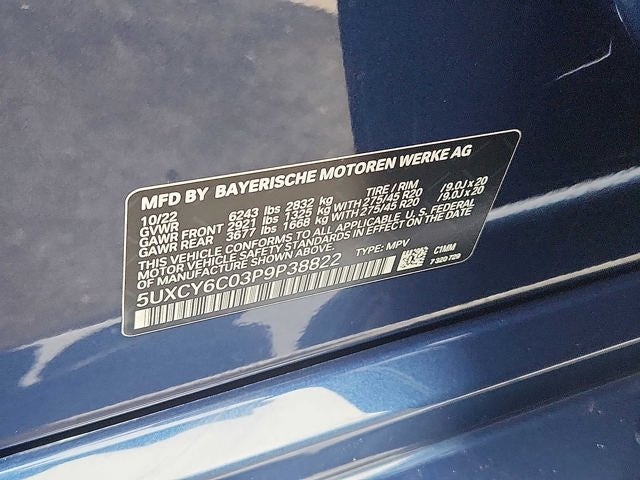 MFD BY BAYERISCHE MOTOREN WERKE AG
10/22 TIRE / RIM
GVWR 6243 lbs 2832 kg
GAWR FRONT 2921 lbs 1325 kg WITH 275/45 R20 /9.0J x 20
GAWR REAR 3677 lbs 1668 kg WITH 275/45 R20 /9.0J x 20
THIS VEHICLE CONFORMS TO ALL APPLICABLE U. S. FEDERAL
MOTOR VEHICLE SAFETY STANDARDS IN EFFECT ON THE DATE
OF MANUFACTURE SHOWN ABOVE.
5UXCY6C03P9P38822 TYPE: MPV C1MM
7 320 729